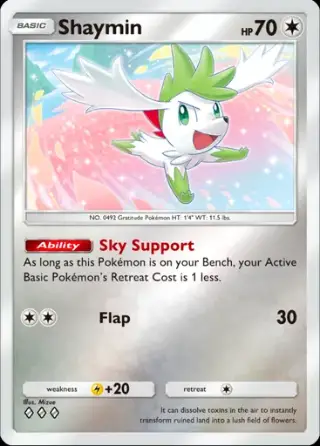 BASIC Shaymin HP 70
NO. 0492 Gratitude Pokémon HT: 1'4" WT: 11.5 lbs.
Ability Sky Support
As long as this Pokémon is on your Bench, your Active
Basic Pokémon's Retreat Cost is 1 less.
Flap 30
weakness +20 retreat
Illus. Mizue
It can dissolve toxins in the air to instantly
transform ruined land into a lush field of flowers.